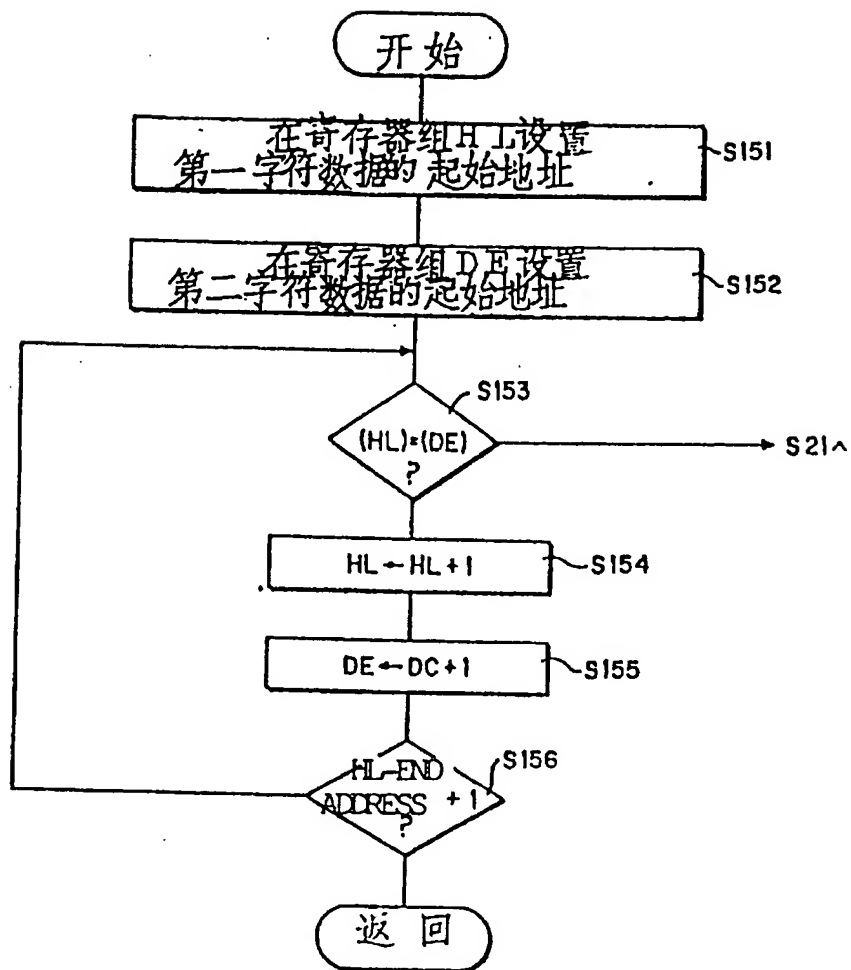 开始
在寄存器组HL设置
第一字符数据的起始地址
S151
在寄存器组DE设置
第二字符数据的起始地址
S152
S153
(HL)=(DE)
?
S21^
HL←HL+1
S154
DE←DC+1
S155
HL-END
ADDRESS +1
?
S156
返回